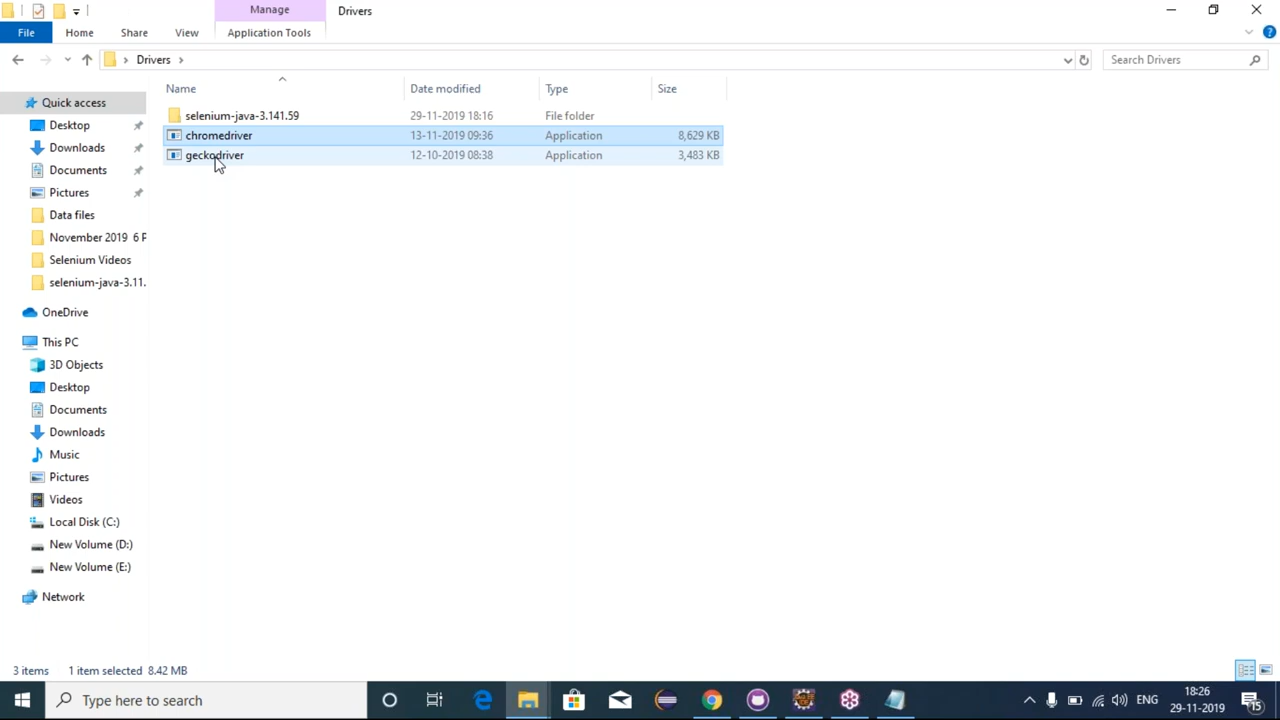 Manage
Drivers
File
Home
Share
View
Application Tools
Drivers
Search Drivers
Name
Date modified
Type
Size
Quick access
Desktop
Downloads
Documents
Pictures
Data files
November 2019 6 P
Selenium Videos
selenium-java-3.11.
OneDrive
This PC
3D Objects
Desktop
Documents
Downloads
Music
Pictures
Videos
Local Disk (C:)
New Volume (D:)
New Volume (E:)
Network
selenium-java-3.141.59 29-11-2019 18:16 File folder
chromedriver 13-11-2019 09:36 Application 8,629 KB
geckodriver 12-10-2019 08:38 Application 3,483 KB
3 items 1 item selected 8.42 MB
Type here to search
ENG
18:26
29-11-2019
15